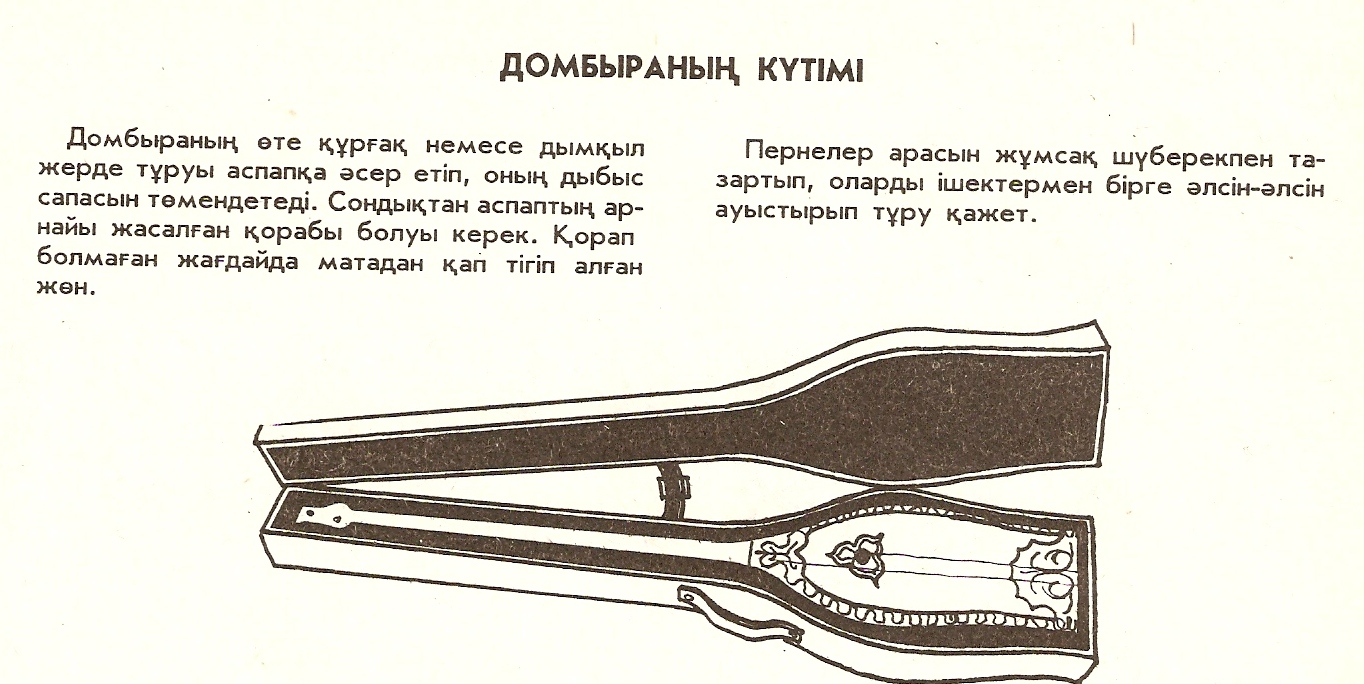 ДОМБЫРАНЫҢ КҮТІМІ
Домбыраның өте құрғақ немесе дымқыл
жерде тұруы аспапқа әсер етіп, оның дыбыс
сапасын төмендетеді. Сондықтан аспаптың ар-
найы жасалған қорабы болуы керек. Қорап
болмаған жағдайда матадан қап тігіп алған
жөн.
Пернелер арасын жұмсақ шүберекпен та-
зартып, оларды ішектермен бірге әлсін-әлсін
ауыстырып тұру қажет.